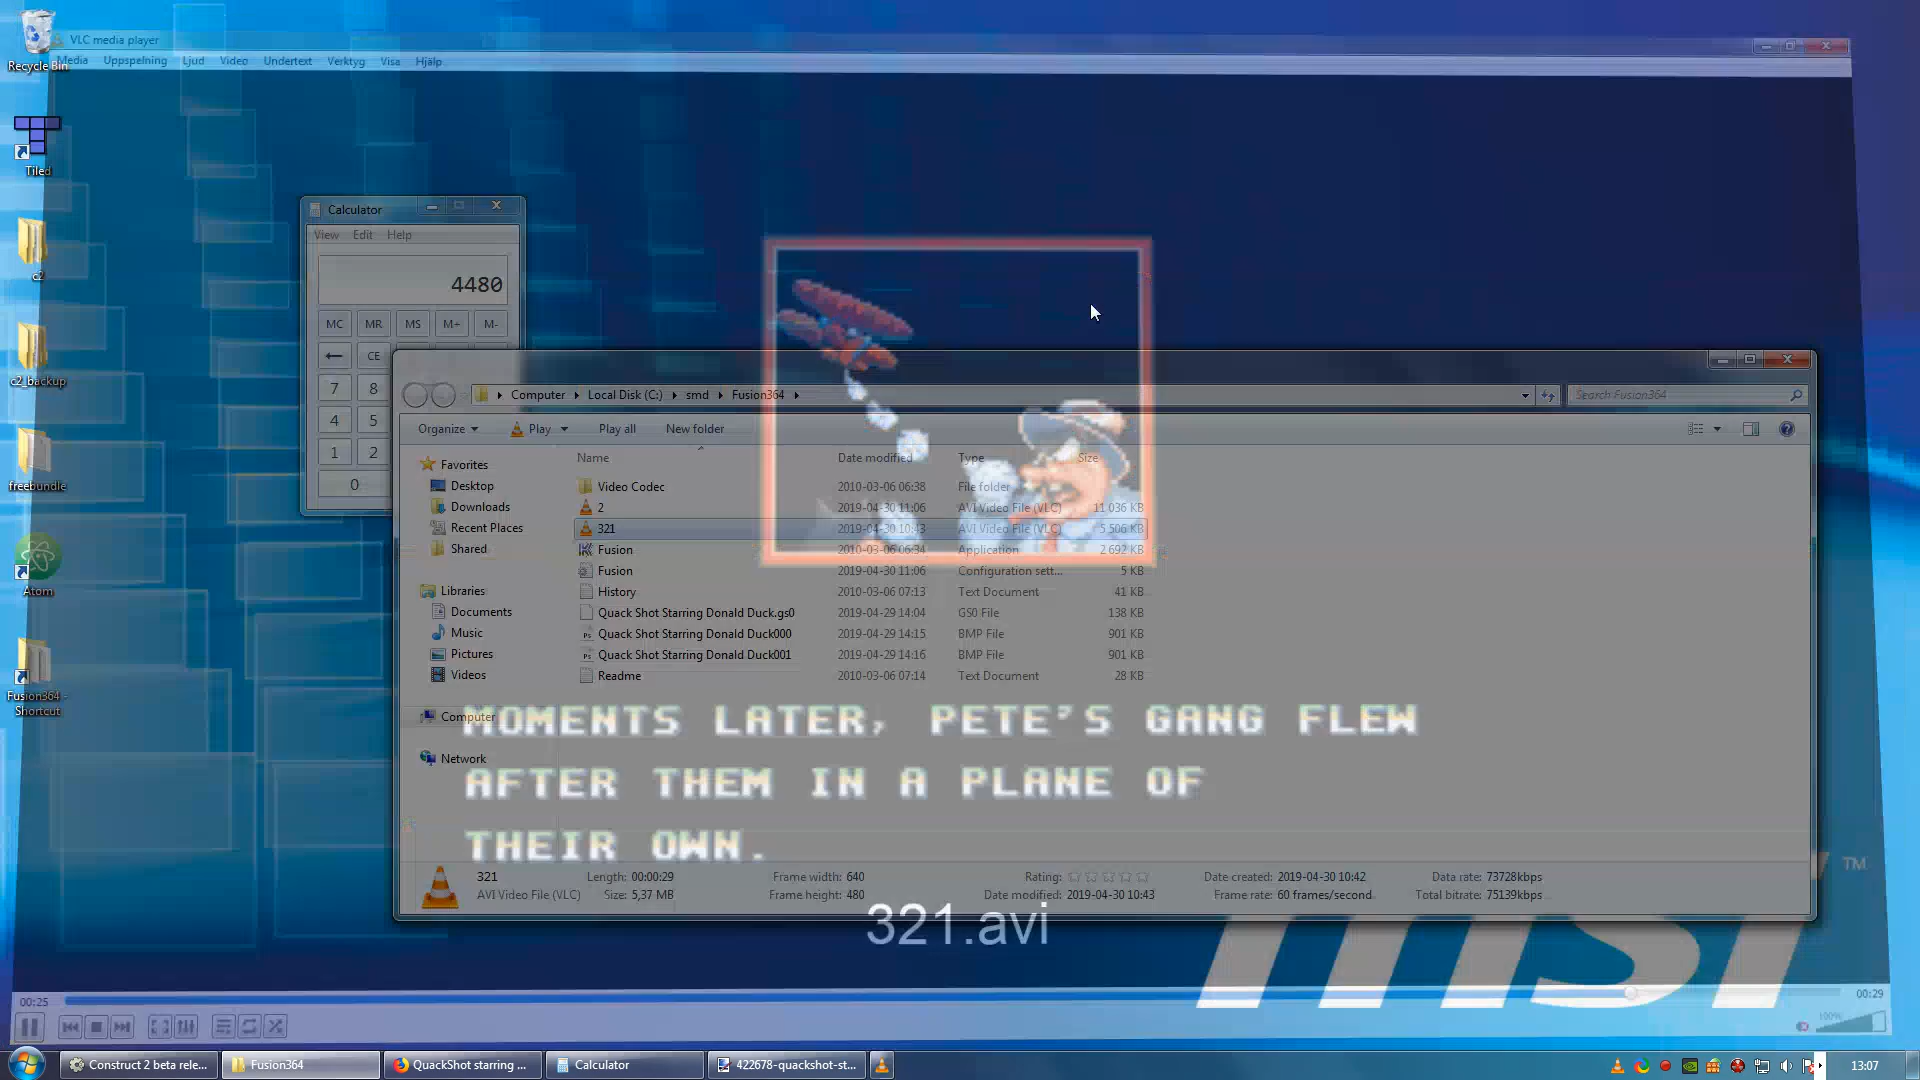 Recycle Bin
VLC media player
Media Uppspelning Ljud Video Undertext Verktyg Visa Hjälp
Tiled
c2
c2_backup
freebundle
Atom
Fusion364 - Shortcut
Calculator
View Edit Help
4480
MC MR MS M+ M-
← CE
7 8
4 5
1 2
0
Computer Local Disk (C:) smd Fusion364
Search Fusion364
Organize Play Play all New folder
Name Date modified Type Size
Favorites
Desktop
Downloads
Recent Places
Shared
Libraries
Documents
Music
Pictures
Videos
Computer
Network
Video Codec 2010-03-06 06:38 File folder
2 2019-04-30 11:06 AVI Video File (VLC) 11 036 KB
321 2019-04-30 10:43 AVI Video File (VLC) 5 506 KB
Fusion 2010-03-06 06:34 Application 2 692 KB
Fusion 2019-04-30 11:06 Configuration sett... 5 KB
History 2010-03-06 07:13 Text Document 41 KB
Quack Shot Starring Donald Duck.gs0 2019-04-29 14:04 GS0 File 138 KB
Quack Shot Starring Donald Duck000 2019-04-29 14:15 BMP File 901 KB
Quack Shot Starring Donald Duck001 2019-04-29 14:16 BMP File 901 KB
Readme 2010-03-06 07:14 Text Document 28 KB
MOMENTS LATER, PETE'S GANG FLEW
AFTER THEM IN A PLANE OF
THEIR OWN.
321 Length: 00:00:29 Frame width: 640 Rating: Date created: 2019-04-30 10:42 Data rate: 73728kbps
AVI Video File (VLC) Size: 5,37 MB Frame height: 480 Date modified: 2019-04-30 10:43 Frame rate: 60 frames/second Total bitrate: 75139kbps
321.avi
msi TM
00:25 00:29
100%
Construct 2 beta rele... Fusion364 QuackShot starring ... Calculator 422678-quackshot-st... 13:07